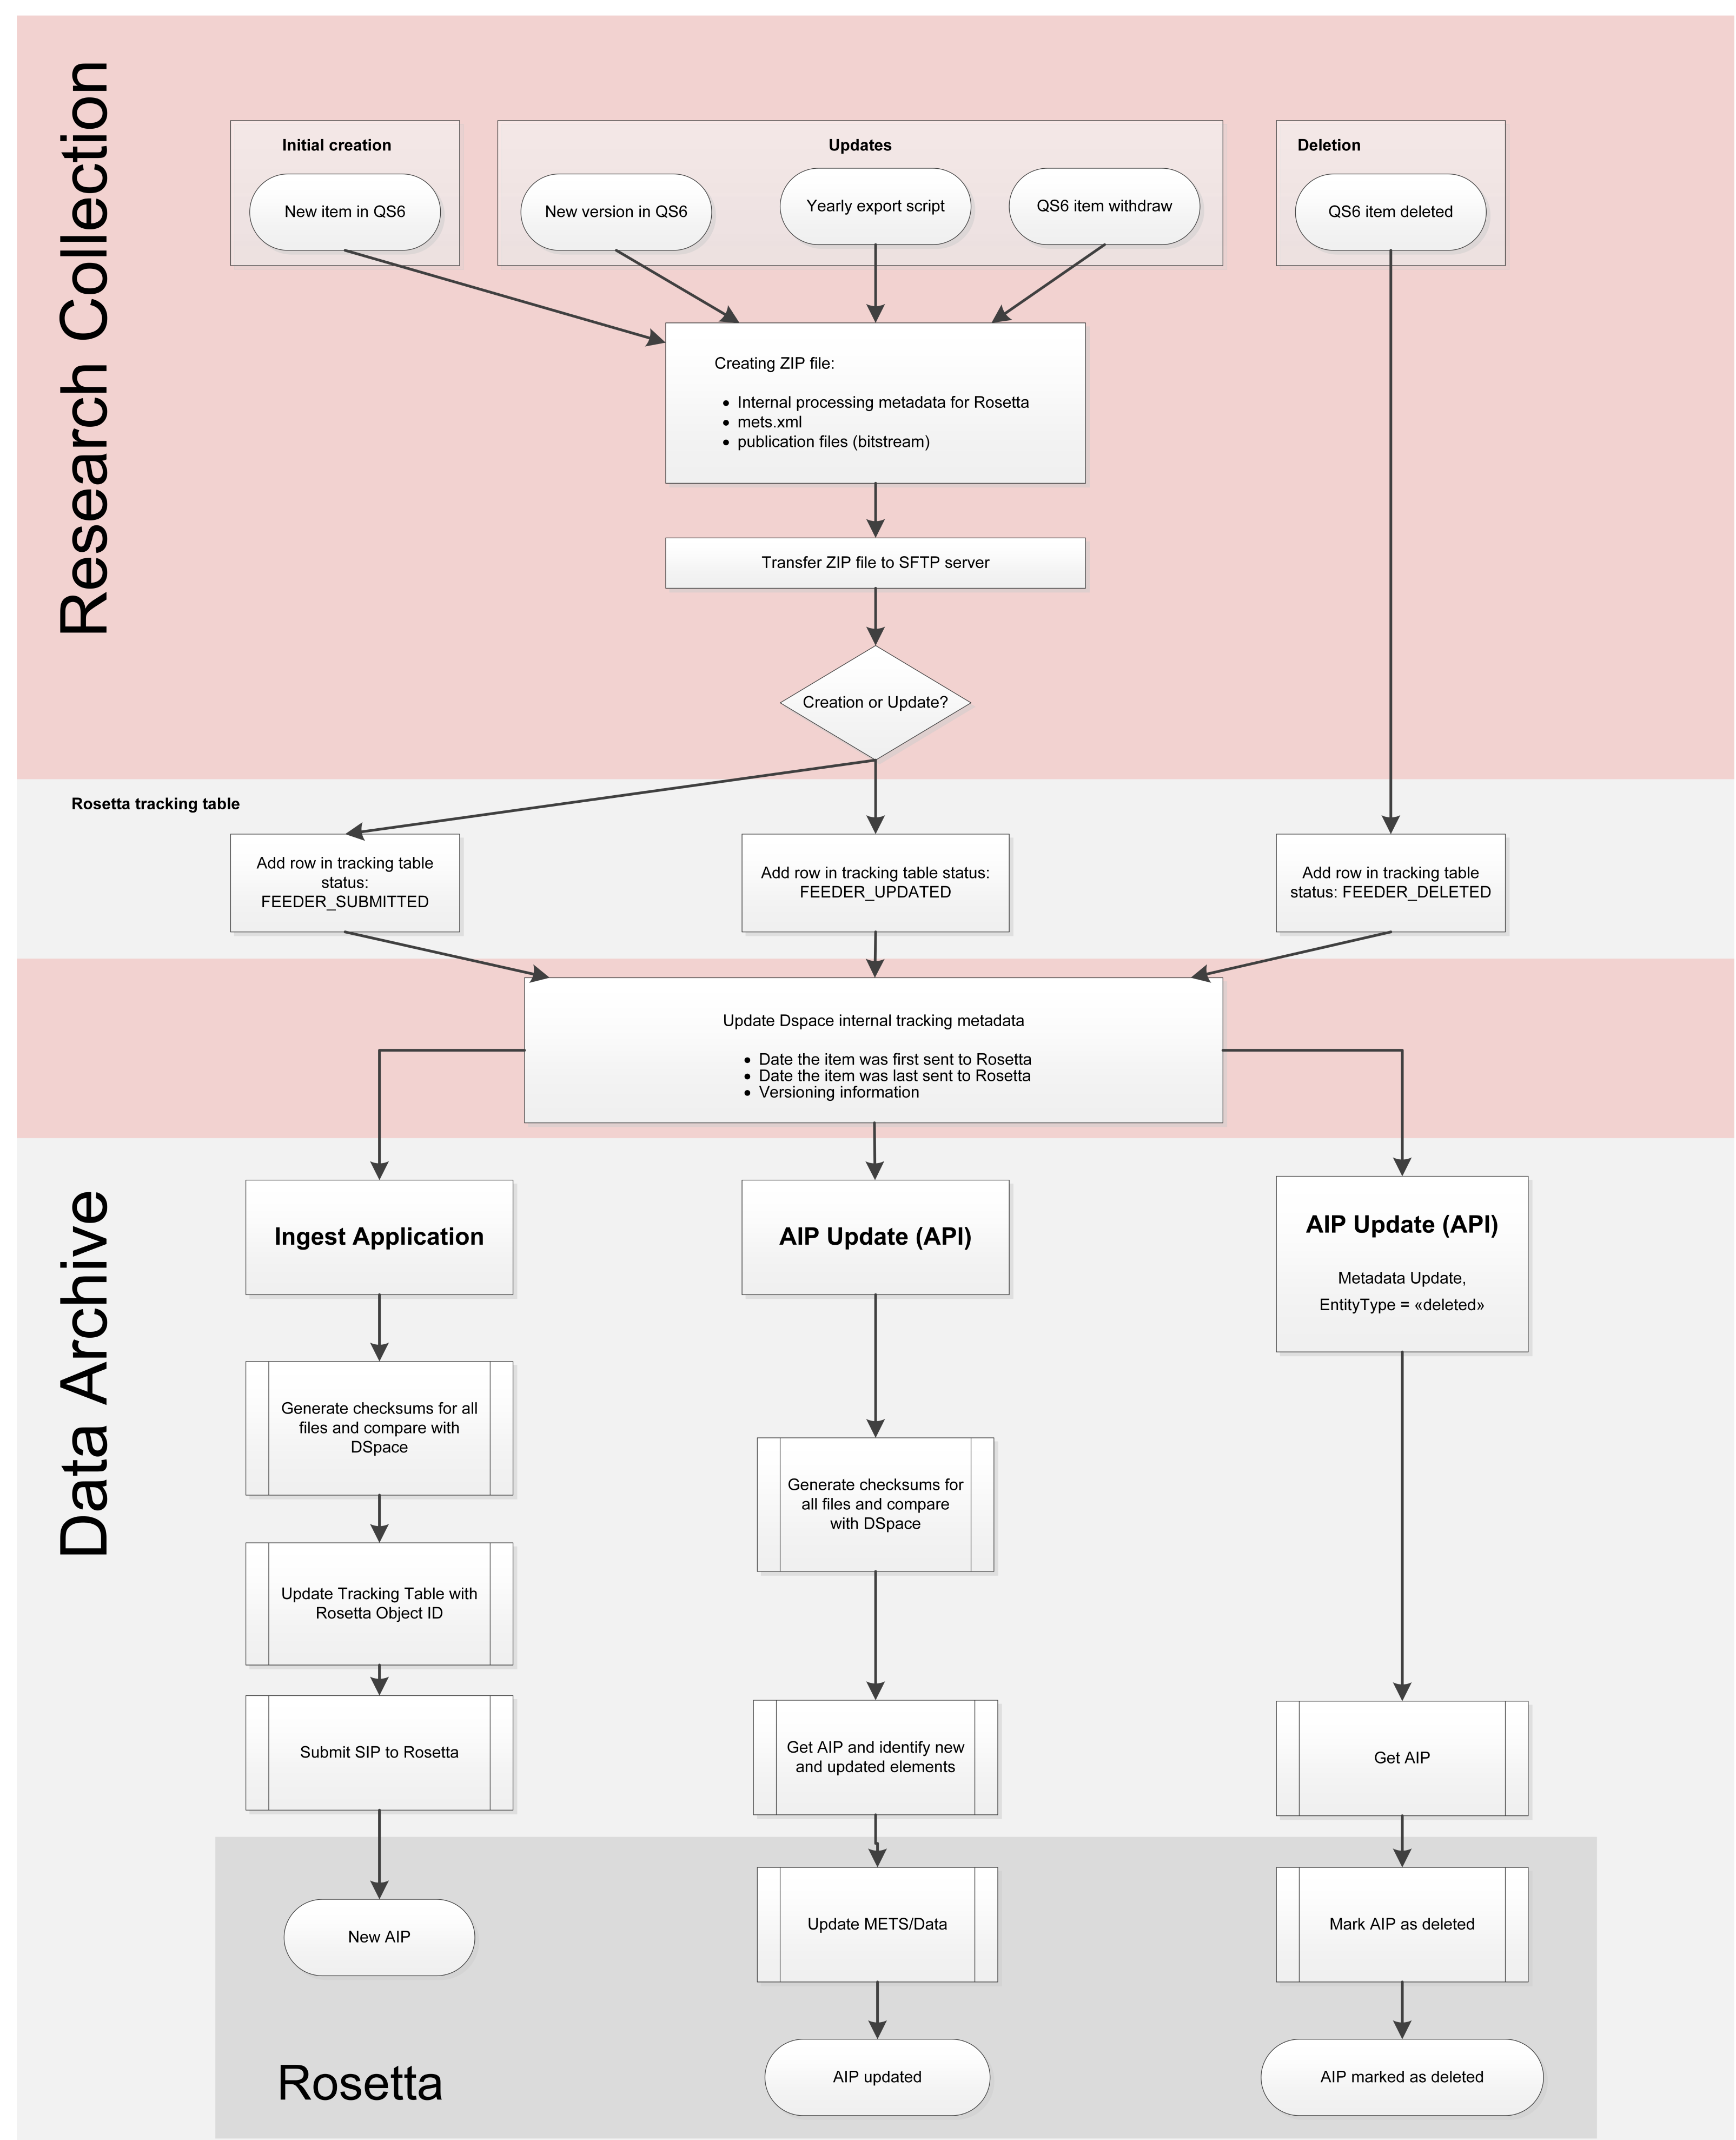 Research Collection
Initial creation
Updates
Deletion
New item in QS6
New version in QS6
Yearly export script
QS6 item withdraw
QS6 item deleted
Creating ZIP file:
• Internal processing metadata for Rosetta
• mets.xml
• publication files (bitstream)
Transfer ZIP file to SFTP server
Creation or Update?
Rosetta tracking table
Add row in tracking table
status:
FEEDER_SUBMITTED
Add row in tracking table status:
FEEDER_UPDATED
Add row in tracking table
status: FEEDER_DELETED
Update Dspace internal tracking metadata
• Date the item was first sent to Rosetta
• Date the item was last sent to Rosetta
• Versioning information
Data Archive
Ingest Application
AIP Update (API)
AIP Update (API)
Metadata Update,
EntityType = «deleted»
Generate checksums for all
files and compare with
DSpace
Generate checksums for
all files and compare
with DSpace
Update Tracking Table with
Rosetta Object ID
Submit SIP to Rosetta
Get AIP and identify new
and updated elements
Get AIP
New AIP
Update METS/Data
Mark AIP as deleted
Rosetta
AIP updated
AIP marked as deleted